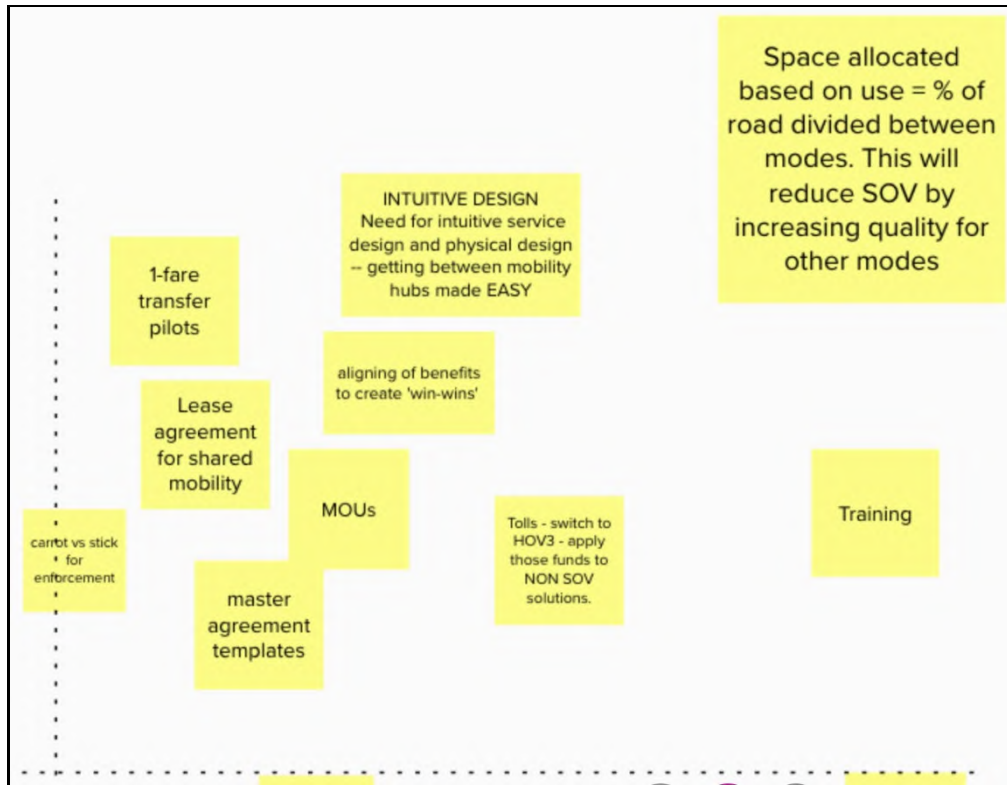 Space allocated
based on use = % of
road divided between
modes. This will
reduce SOV by
increasing quality for
other modes
INTUITIVE DESIGN
Need for intuitive service
design and physical design
-- getting between mobility
hubs made EASY
1-fare
transfer
pilots
aligning of benefits
to create 'win-wins'
Lease
agreement
for shared
mobility
MOUs
Tolls - switch to
HOV3 - apply
those funds to
NON SOV
solutions.
Training
carrot vs stick
for
enforcement
master
agreement
templates